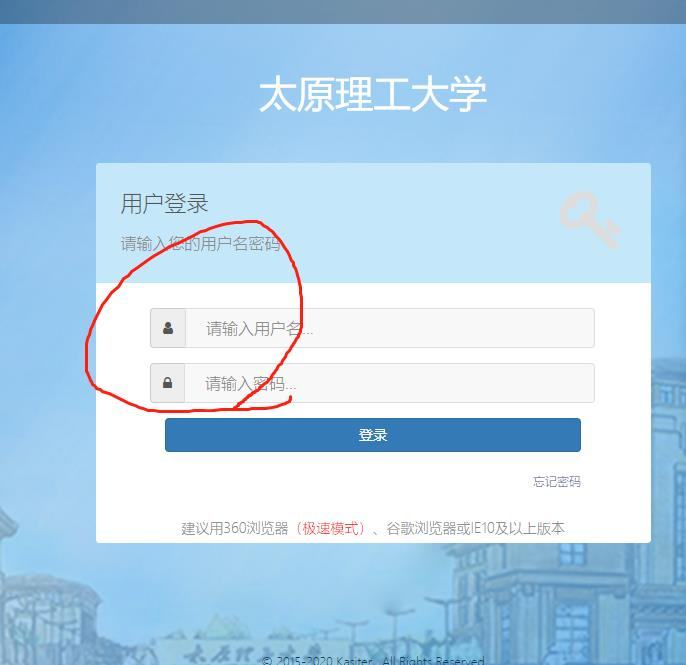 太原理工大学
用户登录
请输入您的用户名密码
请输入用户名...
请输入密码...
登录
忘记密码
建议用360浏览器（极速模式）、谷歌浏览器或IE10及以上版本
太原理
© 2015-2020 Kasiter . All Rights Reserved